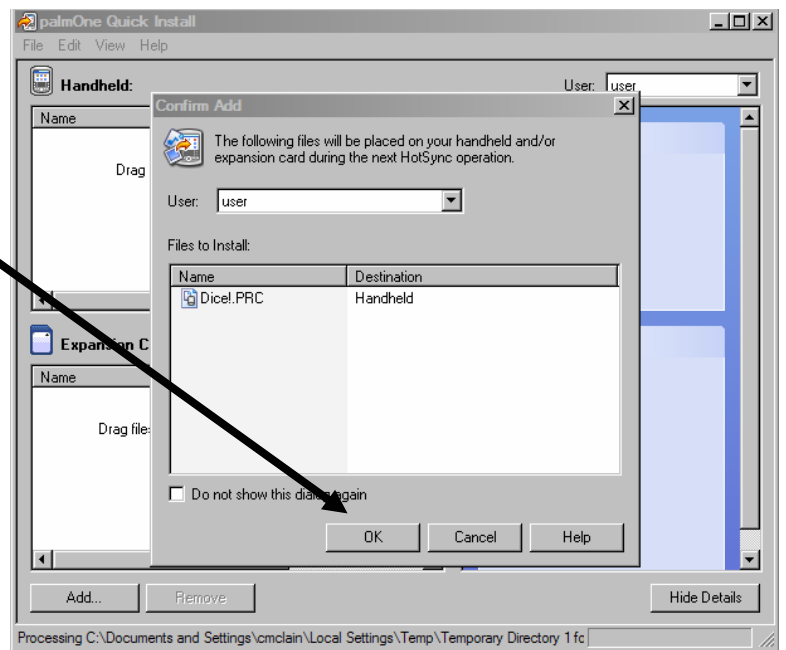 palmOne Quick Install
File Edit View Help
Handheld: User: user
Name
Drag
Confirm Add
The following files will be placed on your handheld and/or
expansion card during the next HotSync operation.
User: user
Files to Install:
Name Destination
Dice!.PRC Handheld
Do not show this dialog again
OK Cancel Help
Expansion C
Name
Drag file
Add... Remove Hide Details
Processing C:\Documents and Settings\cmclain\Local Settings\Temp\Temporary Directory 1 fc